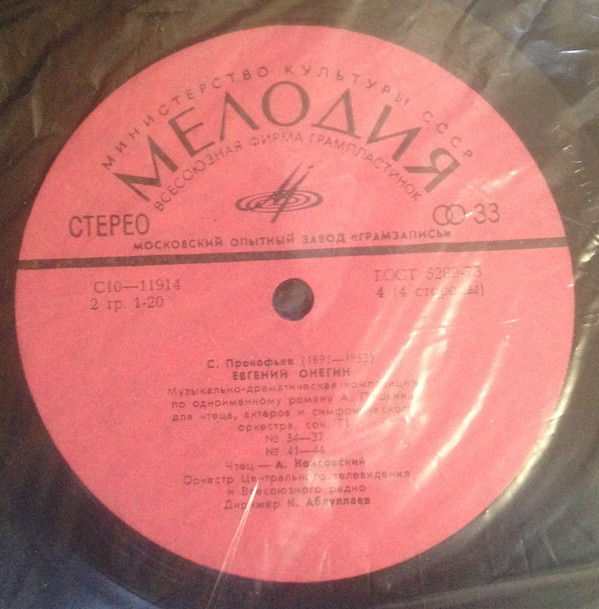 МИНИСТЕРСТВО КУЛЬТУРЫ СССР
МЕЛОДИЯ
ВСЕСОЮЗНАЯ ФИРМА ГРАМПЛАСТИНОК
СТЕРЕО
33
МОСКОВСКИЙ ОПЫТНЫЙ ЗАВОД «ГРАМЗАПИСЬ»
С10—11914
ГОСТ 5289-73
2 гр. 1-20
4 (4 стороны)
С. Прокофьев (1891—1953)
ЕВГЕНИЙ ОНЕГИН
Музыкально-драматическая композиция
по одноименному роману А. Пушкина
для чтеца, актеров и симфонического
оркестра, соч. 71
№ 34—37
№ 41—44
Чтец — А. Консовский
Оркестр Центрального телевидения
и Всесоюзного радио
Дирижер К. Абдуллаев